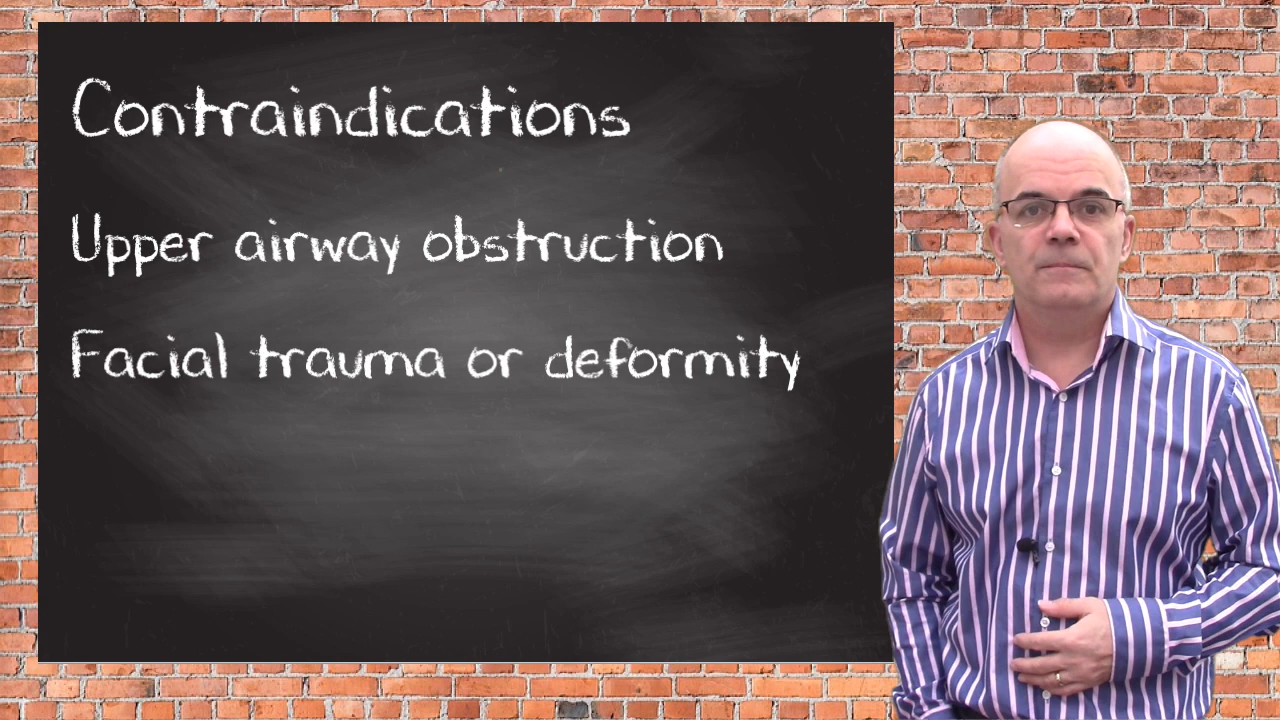 Contraindications
Upper airway obstruction
Facial trauma or deformity